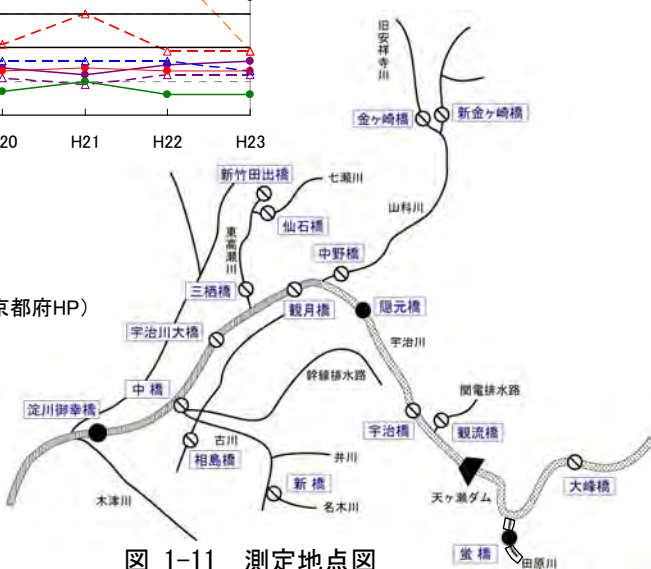 20 H21 H22 H23
京都府HP）
旧安祥寺川
金ヶ崎橋
新金ヶ崎橋
新竹田出橋
七瀬川
仙石橋
山科川
東高瀬川
中野橋
三栖橋
観月橋
隠元橋
宇治川大橋
宇治川
幹線排水路
中橋
関電排水路
淀川御幸橋
宇治橋
観流橋
古川
相島橋
井川
大峰橋
新橋
天ヶ瀬ダム
木津川
名木川
蛍橋
田原川
図 1-11 測定地点図